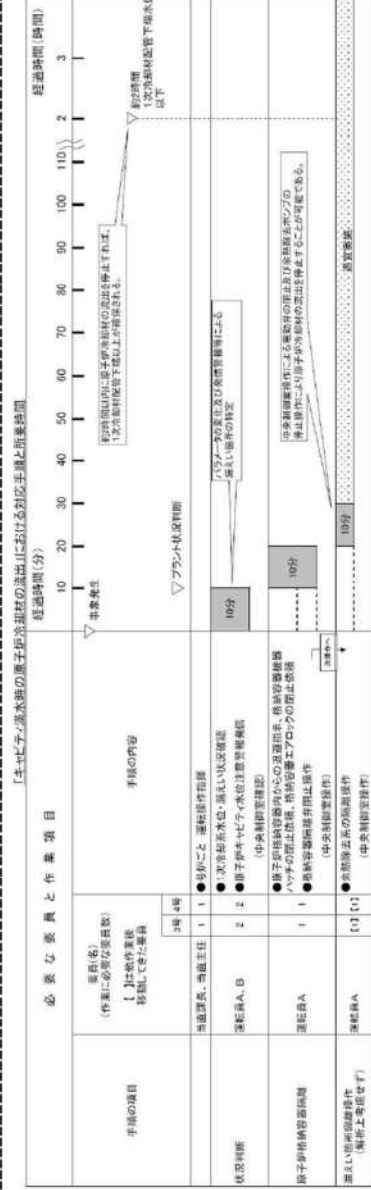 「キャビティ満水時の原子炉冷却材の流出」における対応手順と所要時間
必要な要員と作業項目
経過時間(分)
経過時間(時間)
10 20 30 40 50 60 70 80 90 100 110 2 3
手順の項目
要員(名)
(作業に必要な要員数)
【 】は他作業後
移動してきた要員
3号 4号
手順の内容
▽事象発生
▽プラント状況判断
約2時間以内に原子炉冷却材の流出を停止すれば、
1次冷却材配管下端以上が確保される。
▽
約2時間
1次冷却材配管下端水位
以下
当直課長、当直主任
1 1
●号炉ごと 運転操作指揮
状況判断
運転員A、B
2 2
●1次冷却系水位・漏えい状況確認
●原子炉キャビティ水位注意警報発信
(中央制御室確認)
10分
パラメータの変化及び発信警報等による
漏えい箇所の特定
原子炉格納容器隔離
運転員A
1 1
●原子炉格納容器内からの退避指示、格納容器機器
ハッチの閉止依頼、格納容器エアロックの閉止依頼
●格納容器隔離弁閉止操作
(中央制御室操作)
10分
次操作へ
中央制御室操作による電動弁の閉止及び余熱除去ポンプの
停止操作により原子炉冷却材の流出を停止することが可能である。
漏えい箇所隔離操作
(解析上考慮せず)
運転員A
[1] [1]
●余熱除去系の隔離操作
(中央制御室操作)
10分
適宜実施